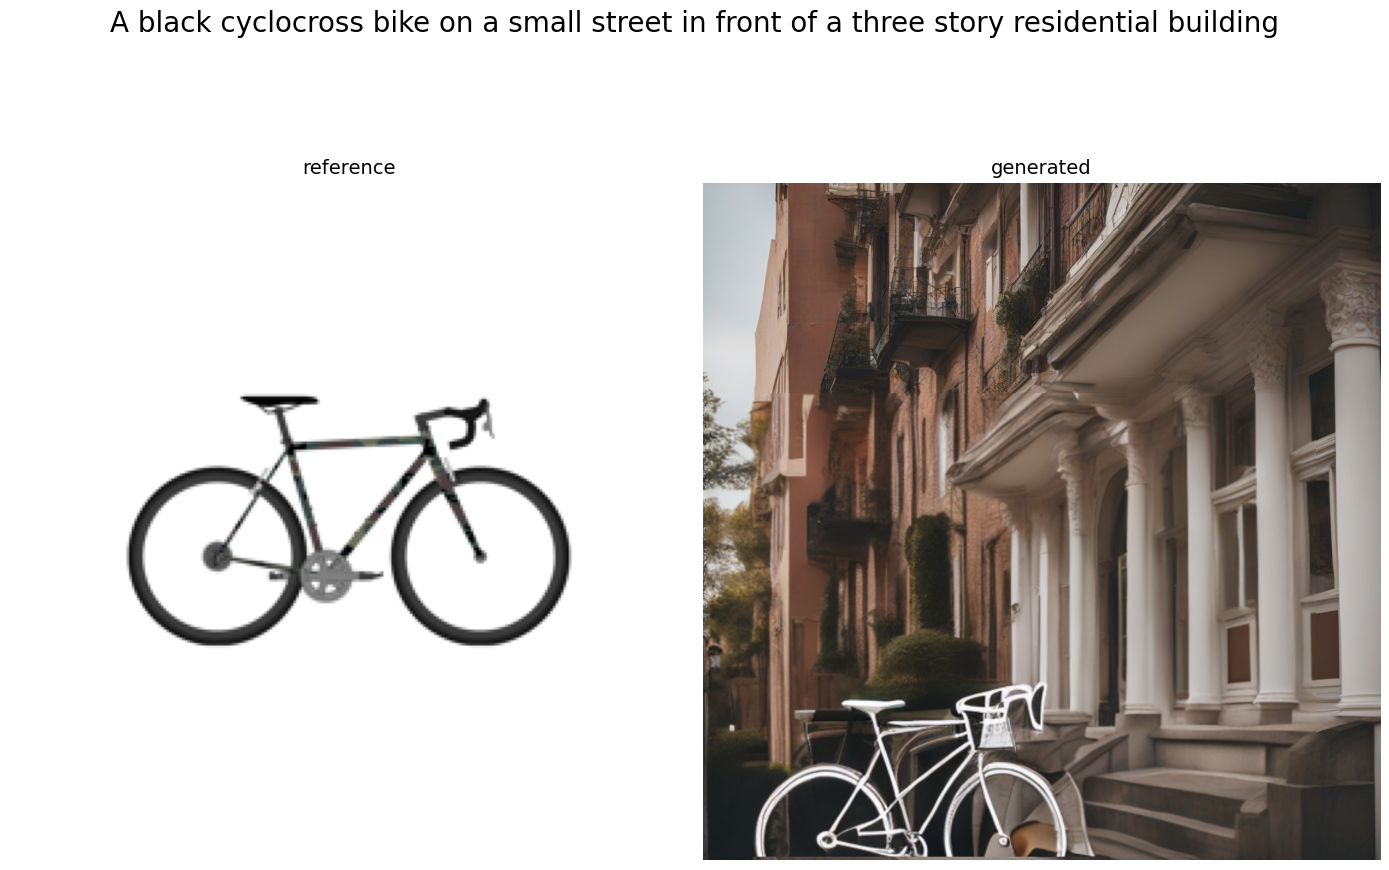 A black cyclocross bike on a small street in front of a three story residential building
reference
generated